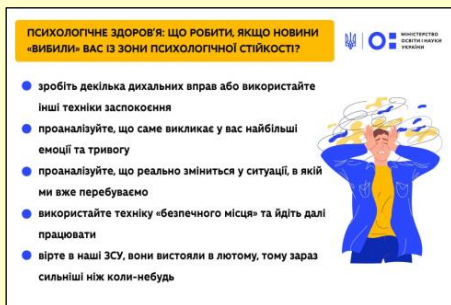 ПСИХОЛОГІЧНЕ ЗДОРОВ'Я: ЩО РОБИТИ, ЯКЩО НОВИНИ
«ВИБИЛИ» ВАС ІЗ ЗОНИ ПСИХОЛОГІЧНОЇ СТІЙКОСТІ?
МІНІСТЕРСТВО
ОСВІТИ І НАУКИ
УКРАЇНИ
зробіть декілька дихальних вправ або використайте
інші техніки заспокоєння
проаналізуйте, що саме викликає у вас найбільші
емоції та тривогу
проаналізуйте, що реально зміниться у ситуації, в якій
ми вже перебуваємо
використайте техніку «безпечного місця» та йдіть далі
працювати
вірте в наші ЗСУ, вони вистояли в лютому, тому зараз
сильніші ніж коли-небудь